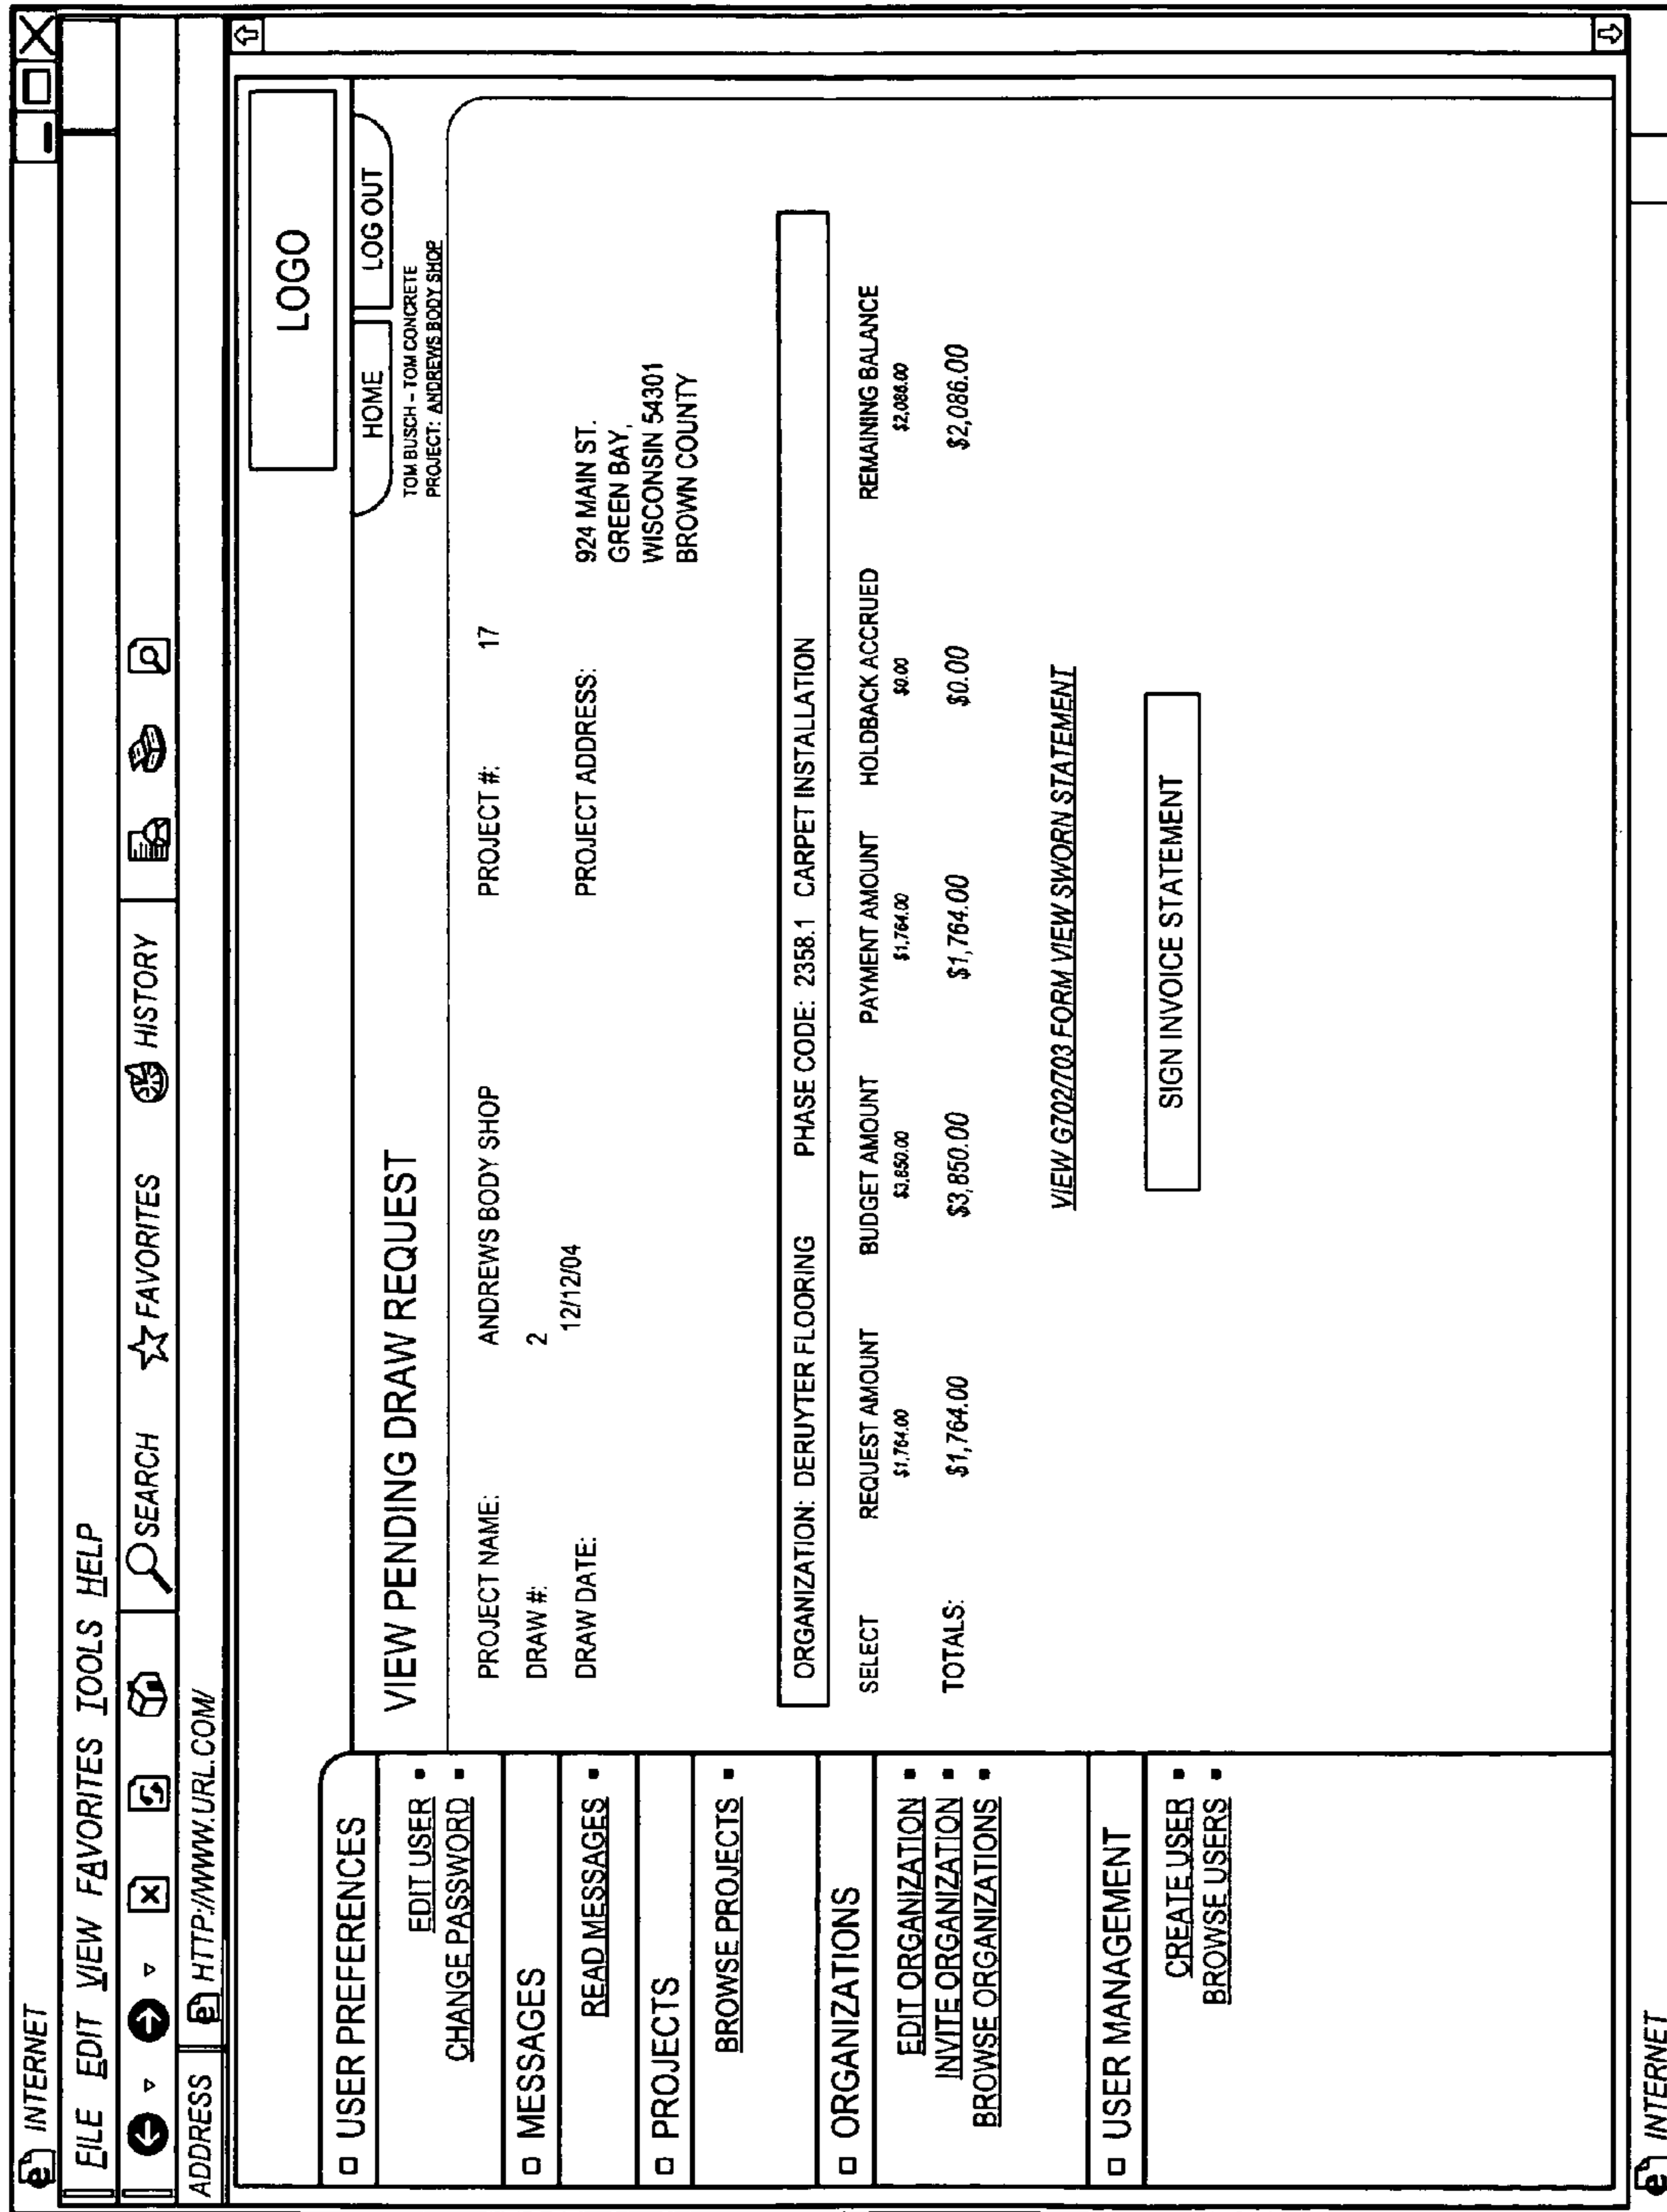 INTERNET
FILE EDIT VIEW FAVORITES TOOLS HELP
SEARCH FAVORITES HISTORY
ADDRESS HTTP://WWW.URL.COM/
LOGO
HOME LOG OUT
TOM BUSCH – TOM CONCRETE
PROJECT: ANDREWS BODY SHOP
USER PREFERENCES
EDIT USER
CHANGE PASSWORD
MESSAGES
READ MESSAGES
PROJECTS
BROWSE PROJECTS
ORGANIZATIONS
EDIT ORGANIZATION
INVITE ORGANIZATION
BROWSE ORGANIZATIONS
USER MANAGEMENT
CREATE USER
BROWSE USERS
VIEW PENDING DRAW REQUEST
PROJECT NAME: ANDREWS BODY SHOP PROJECT #: 17
DRAW #: 2
DRAW DATE: 12/12/04 PROJECT ADDRESS: 924 MAIN ST.
GREEN BAY,
WISCONSIN 54301
BROWN COUNTY
ORGANIZATION: DERUYTER FLOORING PHASE CODE: 2358.1 CARPET INSTALLATION
SELECT REQUEST AMOUNT BUDGET AMOUNT PAYMENT AMOUNT HOLDBACK ACCRUED REMAINING BALANCE
$1,764.00 $3,850.00 $1,764.00 $0.00 $2,086.00
TOTALS: $1,764.00 $3,850.00 $1,764.00 $0.00 $2,086.00
VIEW G702/703 FORM VIEW SWORN STATEMENT
SIGN INVOICE STATEMENT
INTERNET